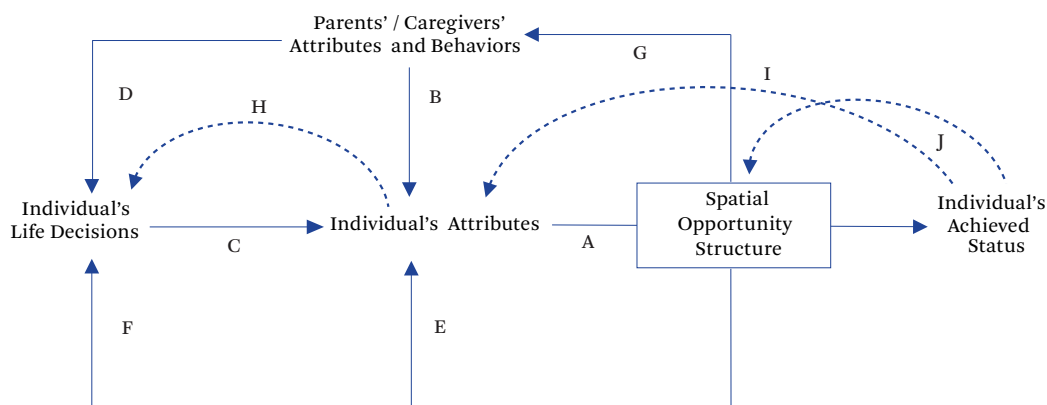 Parents’ / Caregivers’
Attributes and Behaviors
G
I
D
B
H
J
Individual’s
Life Decisions
Individual’s Attributes
Spatial
Opportunity
Structure
Individual’s
Achieved
Status
C
A
F
E